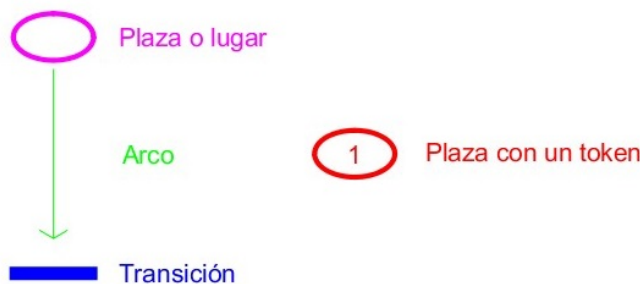 Plaza o lugar
Arco
1
Plaza con un token
Transición